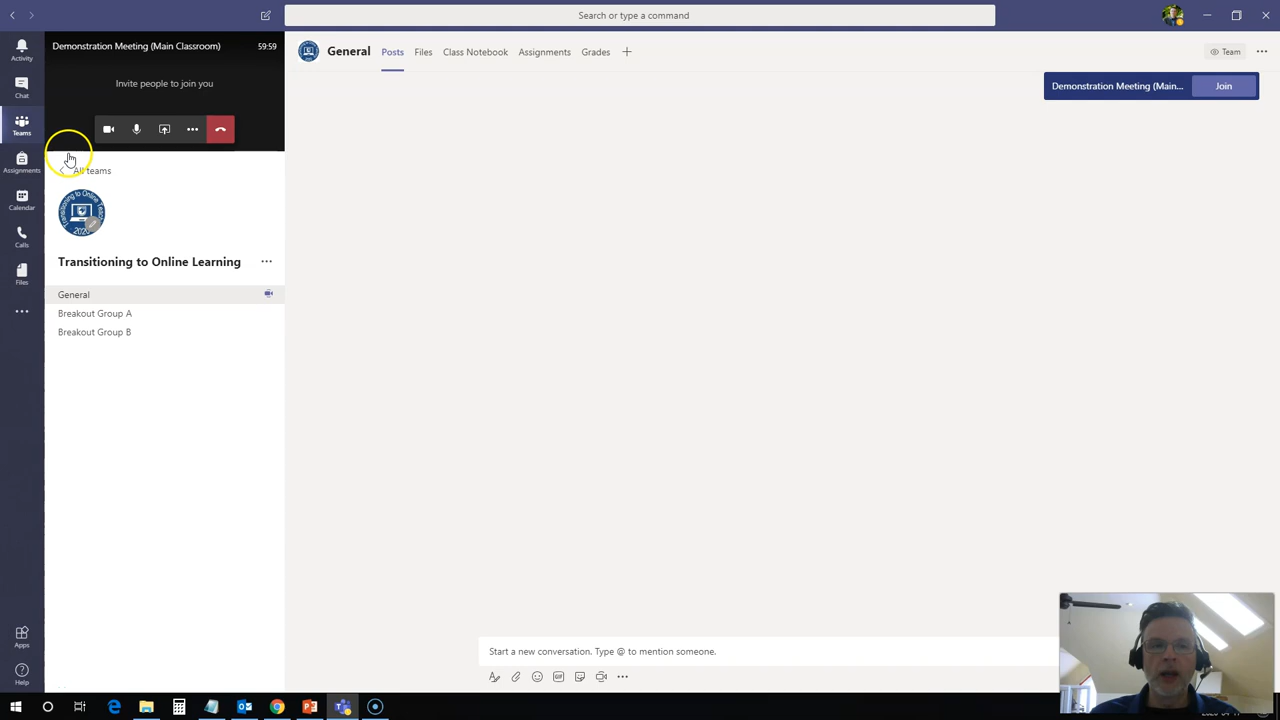 Search or type a command
Activity
Chat
Teams
Assignments
Calendar
Calls
Files
Apps
Help
Demonstration Meeting (Main Classroom) 59:59
Invite people to join you
All teams
Transitioning to Online Learning
General
Breakout Group A
Breakout Group B
General Posts Files Class Notebook Assignments Grades
Team
Demonstration Meeting (Main... Join
Start a new conversation. Type @ to mention someone.
GIF